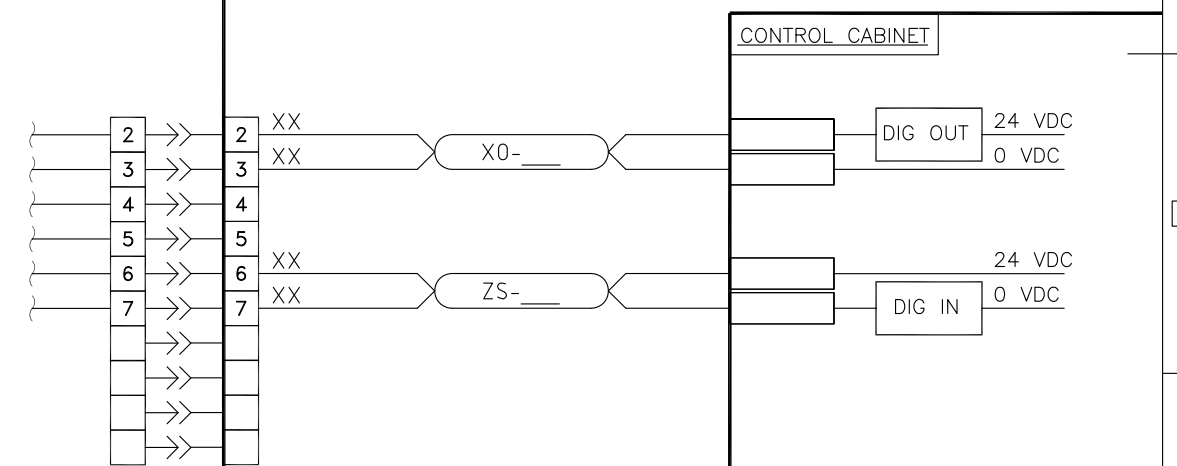 CONTROL CABINET
XX
24 VDC
2 2 XO-___ DIG OUT
XX
0 VDC
3 3
4 4
5 5
XX
24 VDC
6 6
XX
ZS-___
0 VDC
7 7 DIG IN